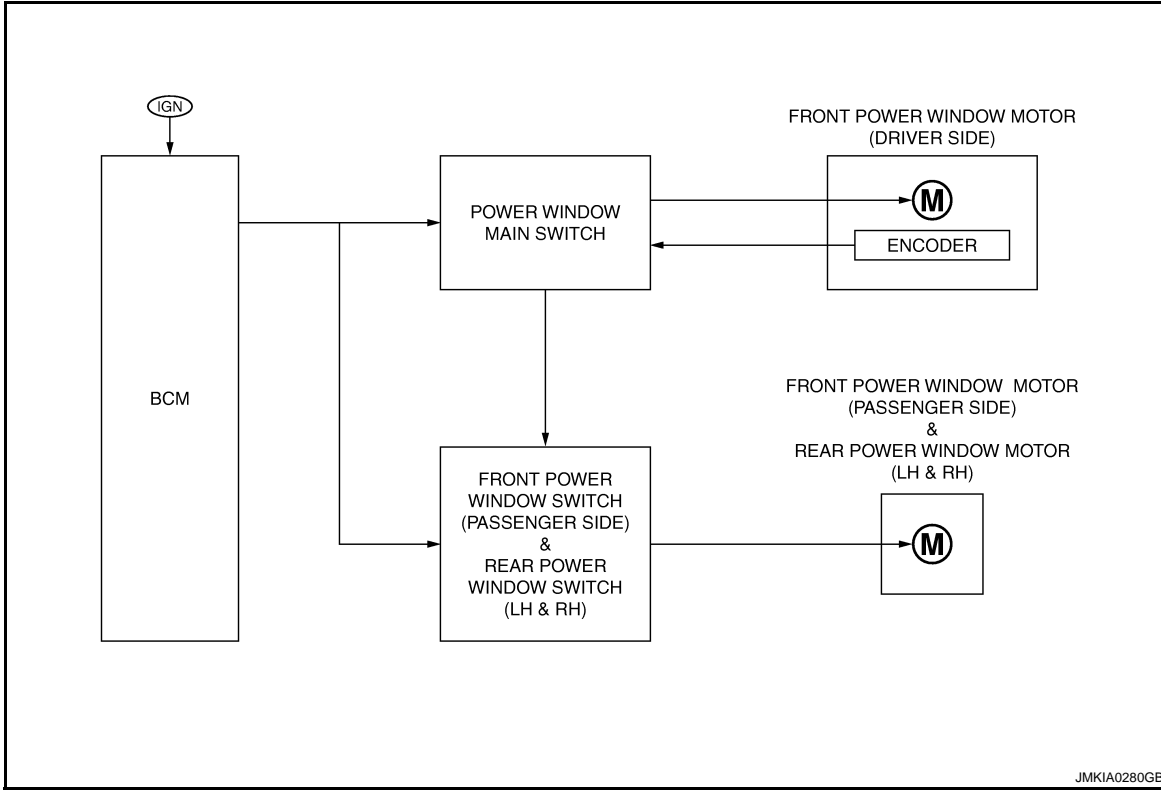 IGN
BCM
POWER WINDOW
MAIN SWITCH
FRONT POWER WINDOW MOTOR
(DRIVER SIDE)
M
ENCODER
FRONT POWER
WINDOW SWITCH
(PASSENGER SIDE)
&
REAR POWER
WINDOW SWITCH
(LH & RH)
FRONT POWER WINDOW MOTOR
(PASSENGER SIDE)
&
REAR POWER WINDOW MOTOR
(LH & RH)
M
JMKIA0280GB